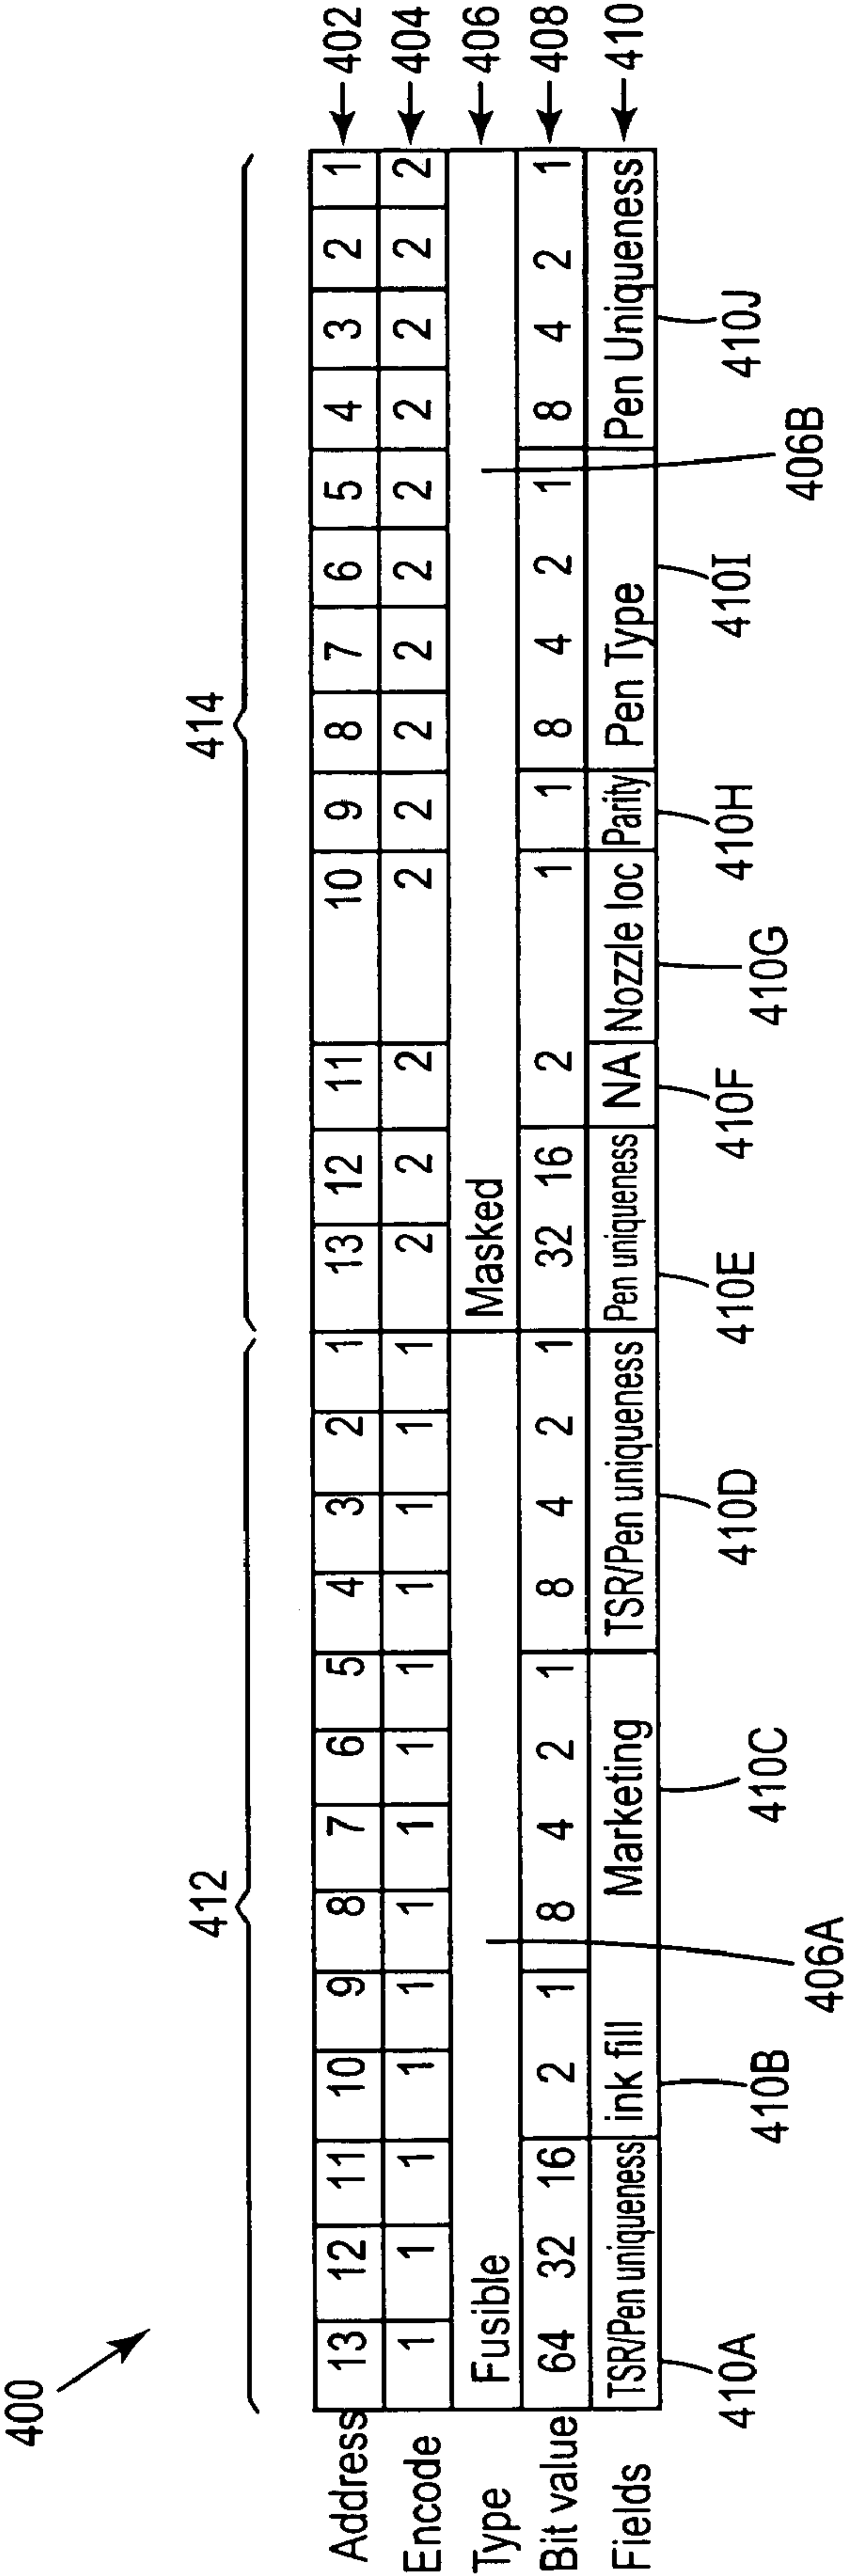 400
412
414
Address 13 12 11 10 9 8 7 6 5 4 3 2 1 13 12 11 10 9 8 7 6 5 4 3 2 1 402
Encode 1 1 1 1 1 1 1 1 1 1 1 1 1 2 2 2 2 2 2 2 2 2 2 2 2 2 404
Type Fusible Masked 406
Bit value 64 32 16 2 1 8 4 2 1 8 4 2 1 32 16 2 1 1 8 4 2 1 8 4 2 1 408
Fields TSR/Pen uniqueness ink fill Marketing TSR/Pen uniqueness Pen uniqueness NA Nozzle loc Parity Pen Type Pen Uniqueness 410
410A 410B 406A 410C 410D 410E 410F 410G 410H 410I 406B 410J